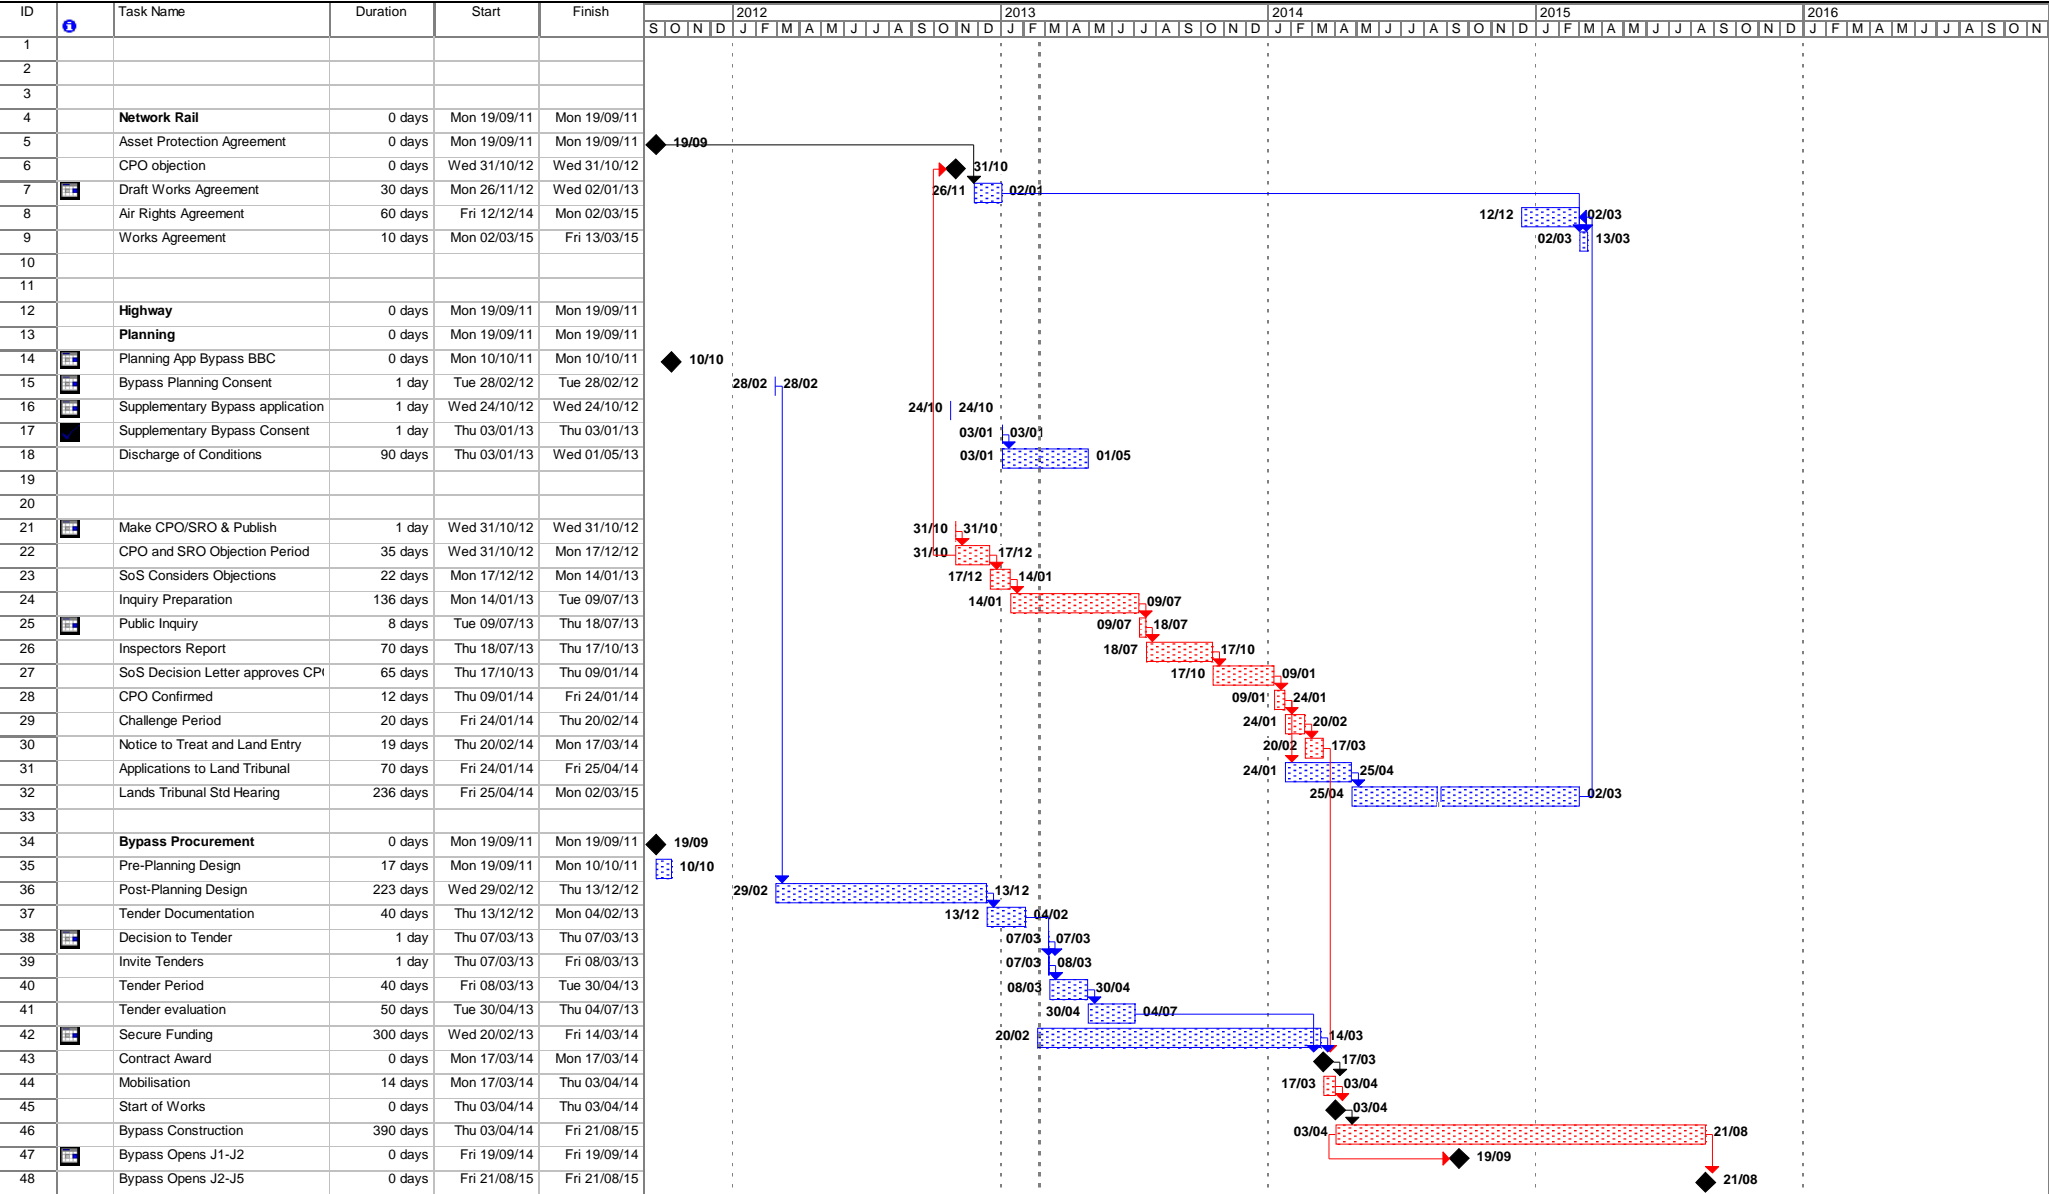 ID Task Name Duration Start Finish 2012 2013 2014 2015 2016
S O N D J F M A M J J A S O N D J F M A M J J A S O N D J F M A M J J A S O N D J F M A M J J A S O N D J F M A M J J A S O N
1
2
3
4 Network Rail 0 days Mon 19/09/11 Mon 19/09/11
5 Asset Protection Agreement 0 days Mon 19/09/11 Mon 19/09/11 19/09
6 CPO objection 0 days Wed 31/10/12 Wed 31/10/12 31/10
7 Draft Works Agreement 30 days Mon 26/11/12 Wed 02/01/13 26/11 02/01
8 Air Rights Agreement 60 days Fri 12/12/14 Mon 02/03/15 12/12 02/03
9 Works Agreement 10 days Mon 02/03/15 Fri 13/03/15 02/03 13/03
10
11
12 Highway 0 days Mon 19/09/11 Mon 19/09/11
13 Planning 0 days Mon 19/09/11 Mon 19/09/11
14 Planning App Bypass BBC 0 days Mon 10/10/11 Mon 10/10/11 10/10
15 Bypass Planning Consent 1 day Tue 28/02/12 Tue 28/02/12 28/02 28/02
16 Supplementary Bypass application 1 day Wed 24/10/12 Wed 24/10/12 24/10 24/10
17 Supplementary Bypass Consent 1 day Thu 03/01/13 Thu 03/01/13 03/01 03/01
18 Discharge of Conditions 90 days Thu 03/01/13 Wed 01/05/13 03/01 01/05
19
20
21 Make CPO/SRO & Publish 1 day Wed 31/10/12 Wed 31/10/12 31/10 31/10
22 CPO and SRO Objection Period 35 days Wed 31/10/12 Mon 17/12/12 31/10 17/12
23 SoS Considers Objections 22 days Mon 17/12/12 Mon 14/01/13 17/12 14/01
24 Inquiry Preparation 136 days Mon 14/01/13 Tue 09/07/13 14/01 09/07
25 Public Inquiry 8 days Tue 09/07/13 Thu 18/07/13 09/07 18/07
26 Inspectors Report 70 days Thu 18/07/13 Thu 17/10/13 18/07 17/10
27 SoS Decision Letter approves CP 65 days Thu 17/10/13 Thu 09/01/14 17/10 09/01
28 CPO Confirmed 12 days Thu 09/01/14 Fri 24/01/14 09/01 24/01
29 Challenge Period 20 days Fri 24/01/14 Thu 20/02/14 24/01 20/02
30 Notice to Treat and Land Entry 19 days Thu 20/02/14 Mon 17/03/14 20/02 17/03
31 Applications to Land Tribunal 70 days Fri 24/01/14 Fri 25/04/14 24/01 25/04
32 Lands Tribunal Std Hearing 236 days Fri 25/04/14 Mon 02/03/15 25/04 02/03
33
34 Bypass Procurement 0 days Mon 19/09/11 Mon 19/09/11 19/09
35 Pre-Planning Design 17 days Mon 19/09/11 Mon 10/10/11 10/10
36 Post-Planning Design 223 days Wed 29/02/12 Thu 13/12/12 29/02 13/12
37 Tender Documentation 40 days Thu 13/12/12 Mon 04/02/13 13/12 04/02
38 Decision to Tender 1 day Thu 07/03/13 Thu 07/03/13 07/03 07/03
39 Invite Tenders 1 day Thu 07/03/13 Fri 08/03/13 07/03 08/03
40 Tender Period 40 days Fri 08/03/13 Tue 30/04/13 08/03 30/04
41 Tender evaluation 50 days Tue 30/04/13 Thu 04/07/13 30/04 04/07
42 Secure Funding 300 days Wed 20/02/13 Fri 14/03/14 20/02 14/03
43 Contract Award 0 days Mon 17/03/14 Mon 17/03/14 17/03
44 Mobilisation 14 days Mon 17/03/14 Thu 03/04/14 17/03 03/04
45 Start of Works 0 days Thu 03/04/14 Thu 03/04/14 03/04
46 Bypass Construction 390 days Thu 03/04/14 Fri 21/08/15 03/04 21/08
47 Bypass Opens J1-J2 0 days Fri 19/09/14 Fri 19/09/14 19/09
48 Bypass Opens J2-J5 0 days Fri 21/08/15 Fri 21/08/15 21/08